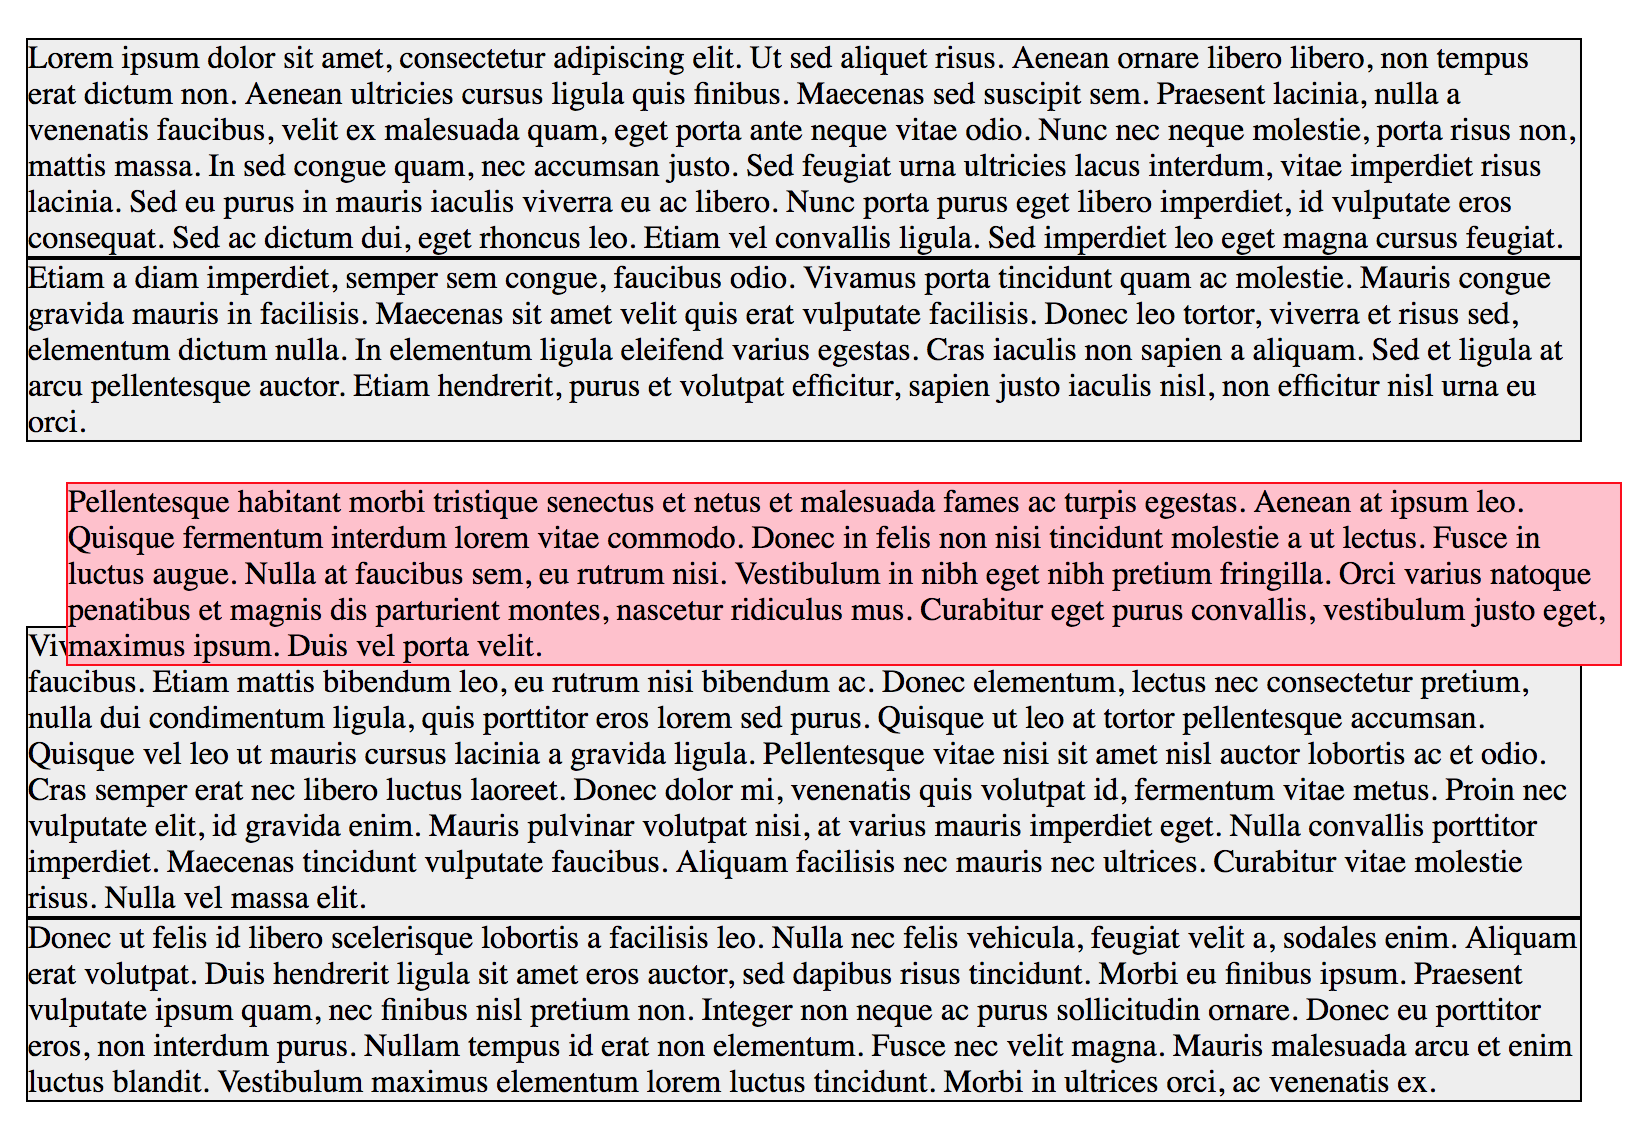 Lorem ipsum dolor sit amet, consectetur adipiscing elit. Ut sed aliquet risus. Aenean ornare libero libero, non tempus
erat dictum non. Aenean ultricies cursus ligula quis finibus. Maecenas sed suscipit sem. Praesent lacinia, nulla a
venenatis faucibus, velit ex malesuada quam, eget porta ante neque vitae odio. Nunc nec neque molestie, porta risus non,
mattis massa. In sed congue quam, nec accumsan justo. Sed feugiat urna ultricies lacus interdum, vitae imperdiet risus
lacinia. Sed eu purus in mauris iaculis viverra eu ac libero. Nunc porta purus eget libero imperdiet, id vulputate eros
consequat. Sed ac dictum dui, eget rhoncus leo. Etiam vel convallis ligula. Sed imperdiet leo eget magna cursus feugiat.
Etiam a diam imperdiet, semper sem congue, faucibus odio. Vivamus porta tincidunt quam ac molestie. Mauris congue
gravida mauris in facilisis. Maecenas sit amet velit quis erat vulputate facilisis. Donec leo tortor, viverra et risus sed,
elementum dictum nulla. In elementum ligula eleifend varius egestas. Cras iaculis non sapien a aliquam. Sed et ligula at
arcu pellentesque auctor. Etiam hendrerit, purus et volutpat efficitur, sapien justo iaculis nisl, non efficitur nisl urna eu
orci.
Pellentesque habitant morbi tristique senectus et netus et malesuada fames ac turpis egestas. Aenean at ipsum leo.
Quisque fermentum interdum lorem vitae commodo. Donec in felis non nisi tincidunt molestie a ut lectus. Fusce in
luctus augue. Nulla at faucibus sem, eu rutrum nisi. Vestibulum in nibh eget nibh pretium fringilla. Orci varius natoque
penatibus et magnis dis parturient montes, nascetur ridiculus mus. Curabitur eget purus convallis, vestibulum justo eget,
maximus ipsum. Duis vel porta velit.
faucibus. Etiam mattis bibendum leo, eu rutrum nisi bibendum ac. Donec elementum, lectus nec consectetur pretium,
nulla dui condimentum ligula, quis porttitor eros lorem sed purus. Quisque ut leo at tortor pellentesque accumsan.
Quisque vel leo ut mauris cursus lacinia a gravida ligula. Pellentesque vitae nisi sit amet nisl auctor lobortis ac et odio.
Cras semper erat nec libero luctus laoreet. Donec dolor mi, venenatis quis volutpat id, fermentum vitae metus. Proin nec
vulputate elit, id gravida enim. Mauris pulvinar volutpat nisi, at varius mauris imperdiet eget. Nulla convallis porttitor
imperdiet. Maecenas tincidunt vulputate faucibus. Aliquam facilisis nec mauris nec ultrices. Curabitur vitae molestie
risus. Nulla vel massa elit.
Donec ut felis id libero scelerisque lobortis a facilisis leo. Nulla nec felis vehicula, feugiat velit a, sodales enim. Aliquam
erat volutpat. Duis hendrerit ligula sit amet eros auctor, sed dapibus risus tincidunt. Morbi eu finibus ipsum. Praesent
vulputate ipsum quam, nec finibus nisl pretium non. Integer non neque ac purus sollicitudin ornare. Donec eu porttitor
eros, non interdum purus. Nullam tempus id erat non elementum. Fusce nec velit magna. Mauris malesuada arcu et enim
luctus blandit. Vestibulum maximus elementum lorem luctus tincidunt. Morbi in ultrices orci, ac venenatis ex.